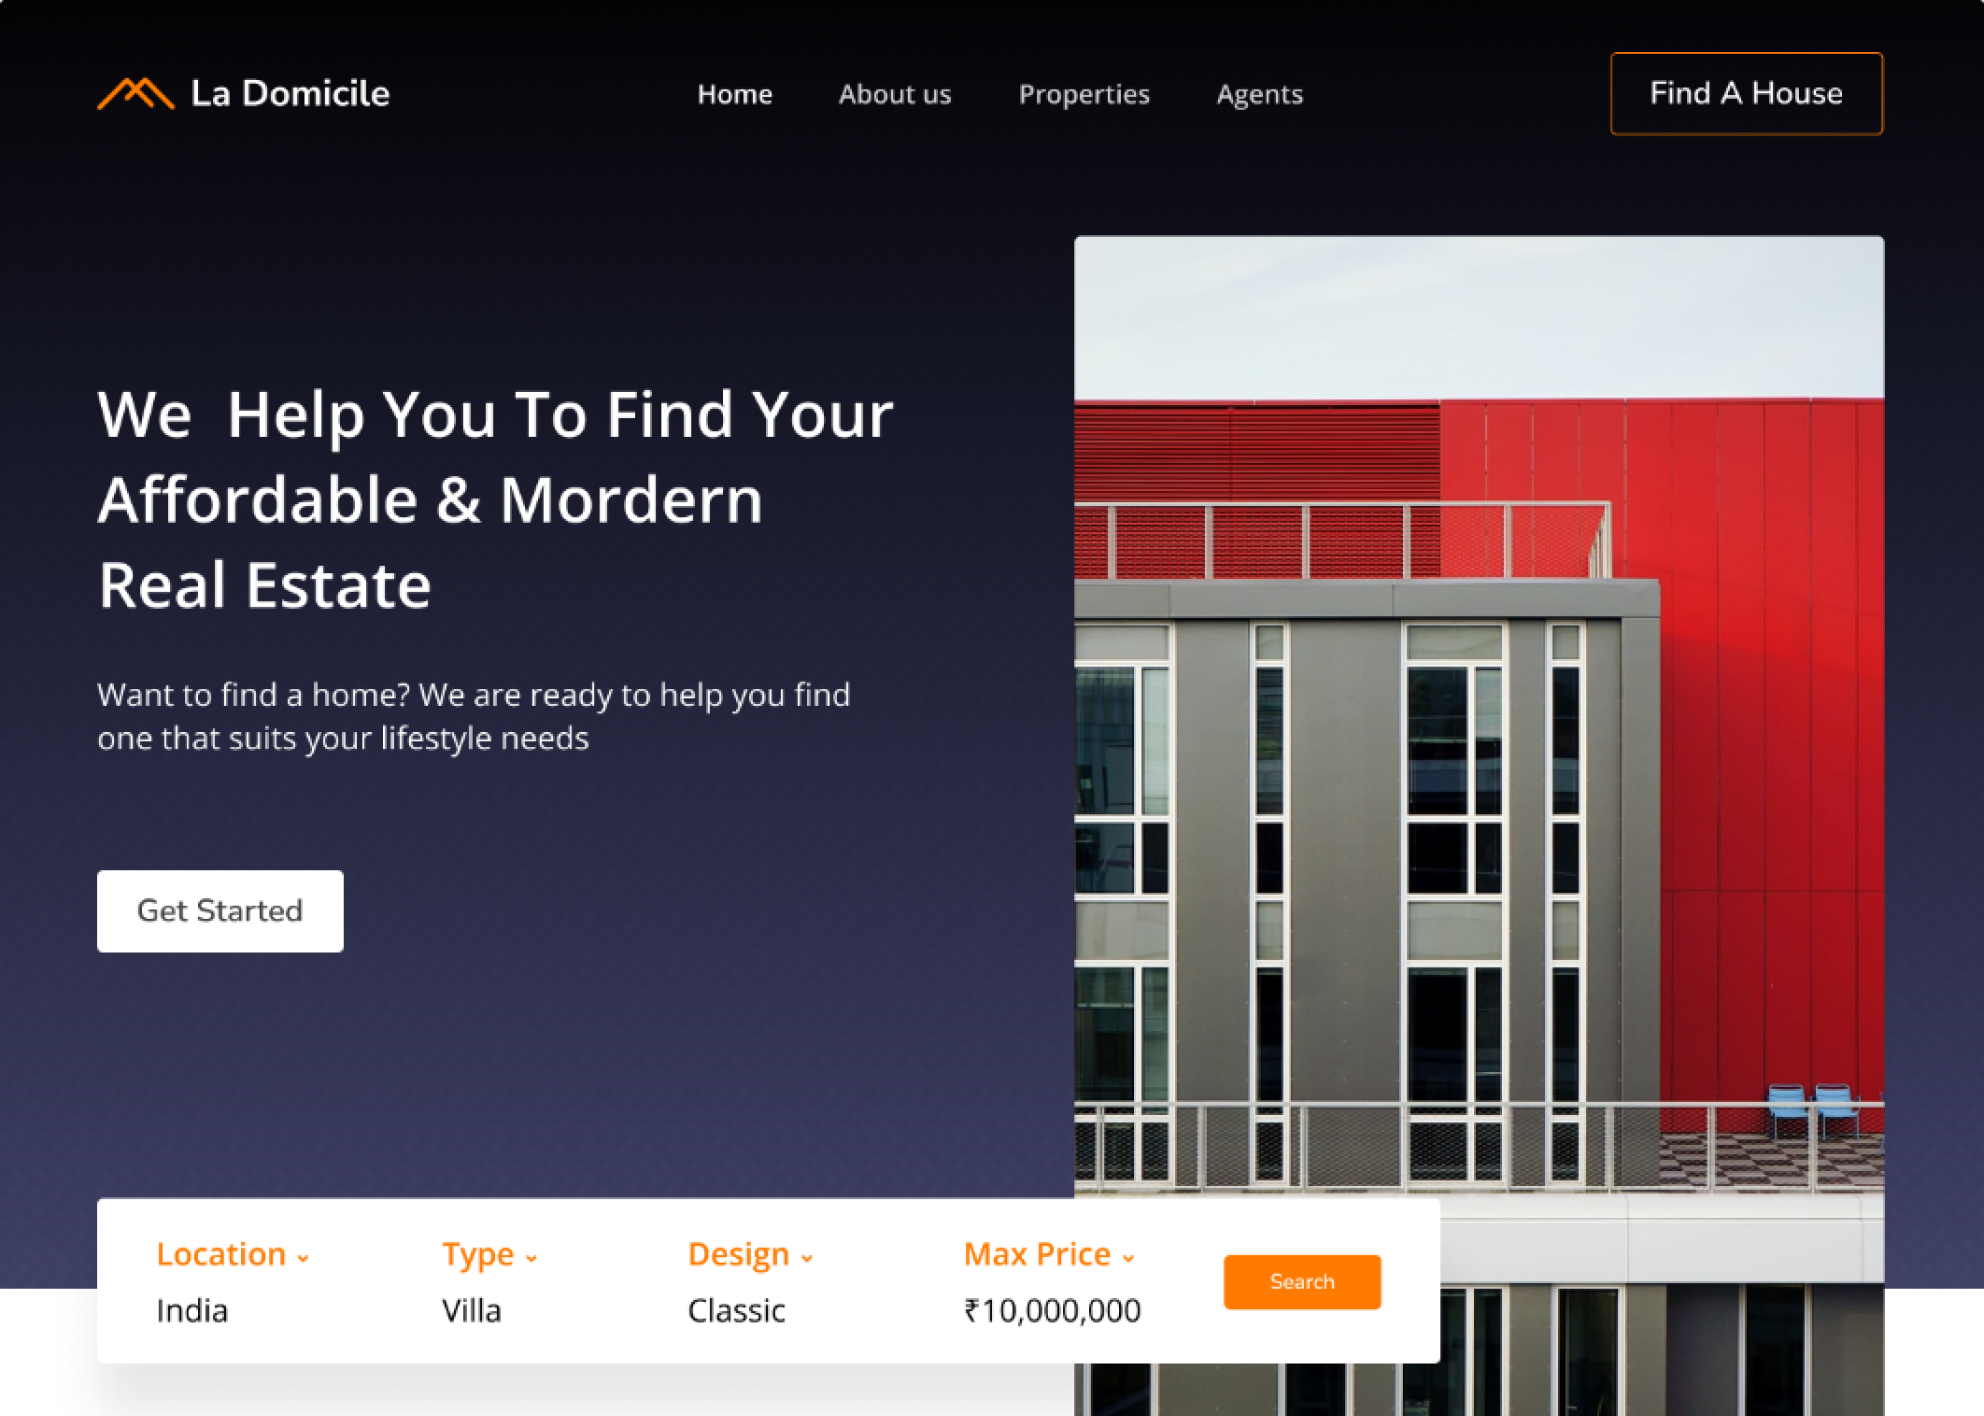 La Domicile
Home About us Properties Agents
Find A House
We  Help You To Find Your
Affordable & Mordern
Real Estate
Want to find a home? We are ready to help you find
one that suits your lifestyle needs
Get Started
Location Type Design Max Price
India Villa Classic ₹10,000,000
Search